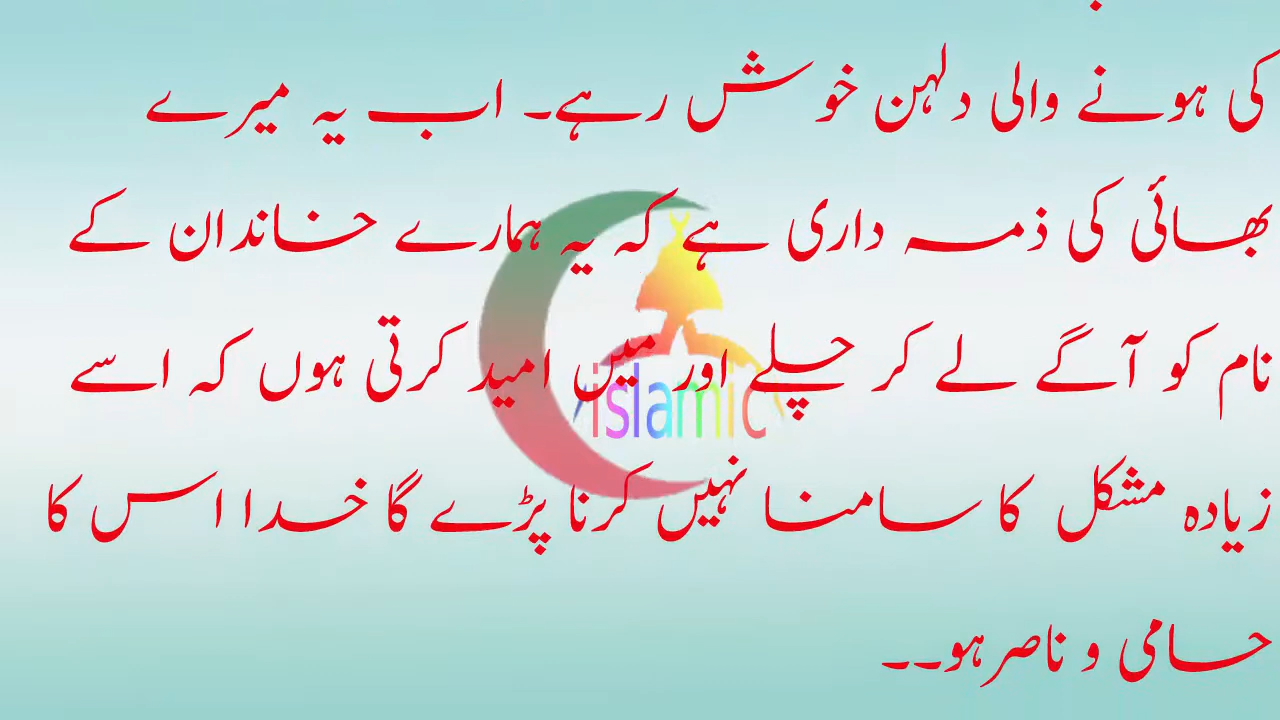 کی ہونے والی دلہن خوش رہے۔ اب یہ میرے
بھائی کی ذمہ داری ہے کہ یہ ہمارے خاندان کے
نام کو آگے لے کر چلے اور میں امید کرتی ہوں کہ اسے
islamic
زیادہ مشکل کا سامنا نہیں کرنا پڑے گا خدا اس کا
حامی و ناصر ہو۔۔